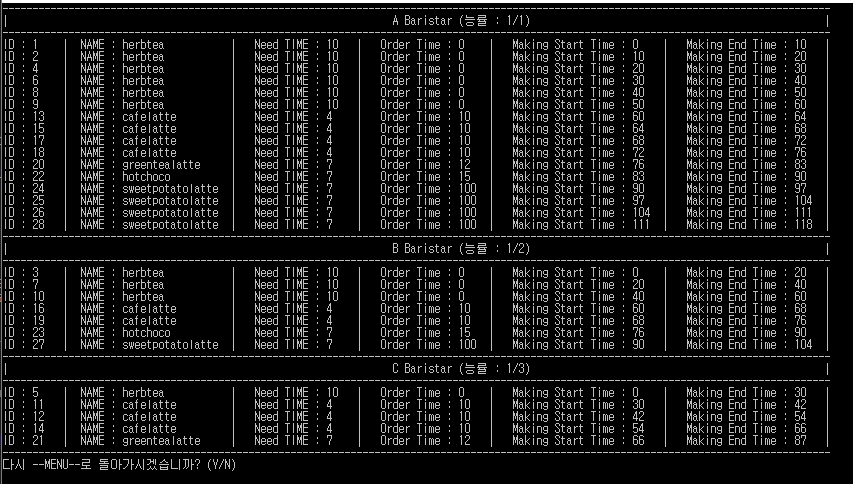 A Baristar (능률 : 1/1)
ID : 1 | NAME : herbtea | Need TIME : 10 | Order Time : 0 | Making Start Time : 0 | Making End Time : 10
ID : 2 | NAME : herbtea | Need TIME : 10 | Order Time : 0 | Making Start Time : 10 | Making End Time : 20
ID : 4 | NAME : herbtea | Need TIME : 10 | Order Time : 0 | Making Start Time : 20 | Making End Time : 30
ID : 6 | NAME : herbtea | Need TIME : 10 | Order Time : 0 | Making Start Time : 30 | Making End Time : 40
ID : 8 | NAME : herbtea | Need TIME : 10 | Order Time : 0 | Making Start Time : 40 | Making End Time : 50
ID : 9 | NAME : herbtea | Need TIME : 10 | Order Time : 0 | Making Start Time : 50 | Making End Time : 60
ID : 13 | NAME : cafelatte | Need TIME : 4 | Order Time : 10 | Making Start Time : 60 | Making End Time : 64
ID : 15 | NAME : cafelatte | Need TIME : 4 | Order Time : 10 | Making Start Time : 64 | Making End Time : 68
ID : 17 | NAME : cafelatte | Need TIME : 4 | Order Time : 10 | Making Start Time : 68 | Making End Time : 72
ID : 18 | NAME : cafelatte | Need TIME : 4 | Order Time : 10 | Making Start Time : 72 | Making End Time : 76
ID : 20 | NAME : greentealatte | Need TIME : 7 | Order Time : 12 | Making Start Time : 76 | Making End Time : 83
ID : 22 | NAME : hotchoco | Need TIME : 7 | Order Time : 15 | Making Start Time : 83 | Making End Time : 90
ID : 24 | NAME : sweetpotatolatte | Need TIME : 7 | Order Time : 100 | Making Start Time : 90 | Making End Time : 97
ID : 25 | NAME : sweetpotatolatte | Need TIME : 7 | Order Time : 100 | Making Start Time : 97 | Making End Time : 104
ID : 26 | NAME : sweetpotatolatte | Need TIME : 7 | Order Time : 100 | Making Start Time : 104 | Making End Time : 111
ID : 28 | NAME : sweetpotatolatte | Need TIME : 7 | Order Time : 100 | Making Start Time : 111 | Making End Time : 118
B Baristar (능률 : 1/2)
ID : 3 | NAME : herbtea | Need TIME : 10 | Order Time : 0 | Making Start Time : 0 | Making End Time : 20
ID : 7 | NAME : herbtea | Need TIME : 10 | Order Time : 0 | Making Start Time : 20 | Making End Time : 40
ID : 10 | NAME : herbtea | Need TIME : 10 | Order Time : 0 | Making Start Time : 40 | Making End Time : 60
ID : 16 | NAME : cafelatte | Need TIME : 4 | Order Time : 10 | Making Start Time : 60 | Making End Time : 68
ID : 19 | NAME : cafelatte | Need TIME : 4 | Order Time : 10 | Making Start Time : 68 | Making End Time : 76
ID : 23 | NAME : hotchoco | Need TIME : 7 | Order Time : 15 | Making Start Time : 76 | Making End Time : 90
ID : 27 | NAME : sweetpotatolatte | Need TIME : 7 | Order Time : 100 | Making Start Time : 90 | Making End Time : 104
C Baristar (능률 : 1/3)
ID : 5 | NAME : herbtea | Need TIME : 10 | Order Time : 0 | Making Start Time : 0 | Making End Time : 30
ID : 11 | NAME : cafelatte | Need TIME : 4 | Order Time : 10 | Making Start Time : 30 | Making End Time : 42
ID : 12 | NAME : cafelatte | Need TIME : 4 | Order Time : 10 | Making Start Time : 42 | Making End Time : 54
ID : 14 | NAME : cafelatte | Need TIME : 4 | Order Time : 10 | Making Start Time : 54 | Making End Time : 66
ID : 21 | NAME : greentealatte | Need TIME : 7 | Order Time : 12 | Making Start Time : 66 | Making End Time : 87
다시 --MENU--로 돌아가시겠습니까? (Y/N)